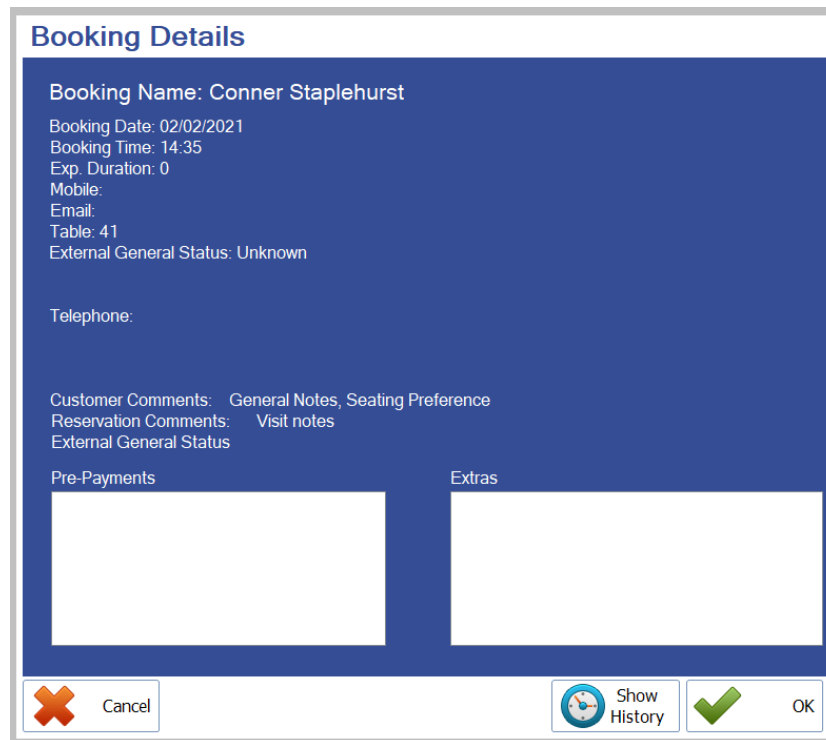 Booking Details
Booking Name: Conner Staplehurst
Booking Date: 02/02/2021
Booking Time: 14:35
Exp. Duration: 0
Mobile:
Email:
Table: 41
External General Status: Unknown
Telephone:
Customer Comments: General Notes, Seating Preference
Reservation Comments: Visit notes
External General Status
Pre-Payments
Extras
Cancel
Show
History
OK